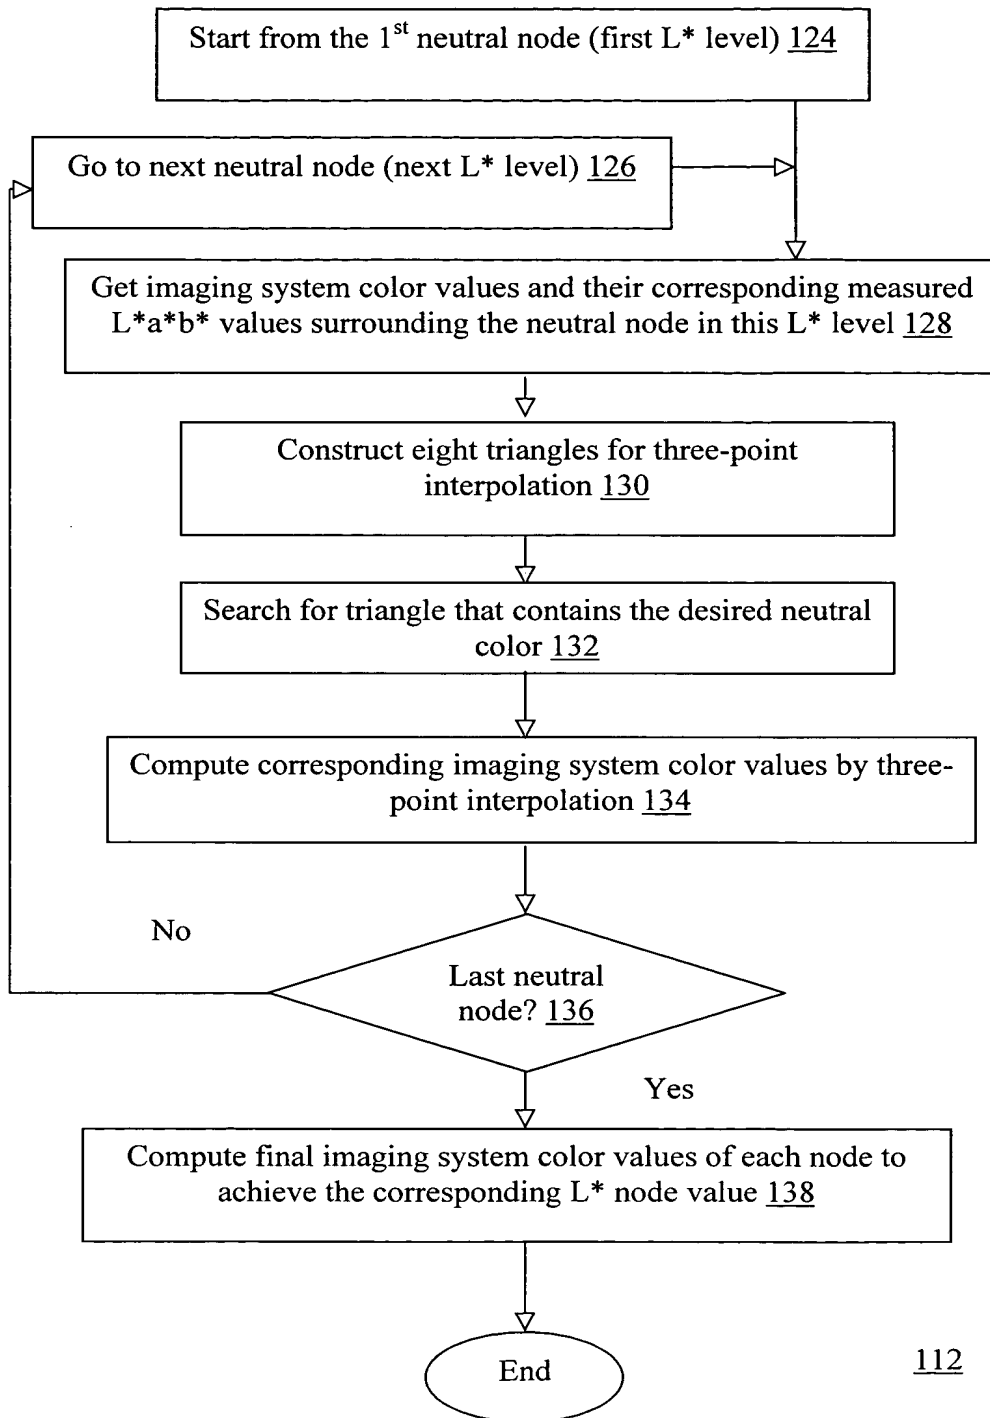 Start from the 1st neutral node (first L* level) 124
Go to next neutral node (next L* level) 126
Get imaging system color values and their corresponding measured
L*a*b* values surrounding the neutral node in this L* level 128
Construct eight triangles for three-point
interpolation 130
Search for triangle that contains the desired neutral
color 132
Compute corresponding imaging system color values by three-
point interpolation 134
No
Last neutral
node? 136
Yes
Compute final imaging system color values of each node to
achieve the corresponding L* node value 138
End
112